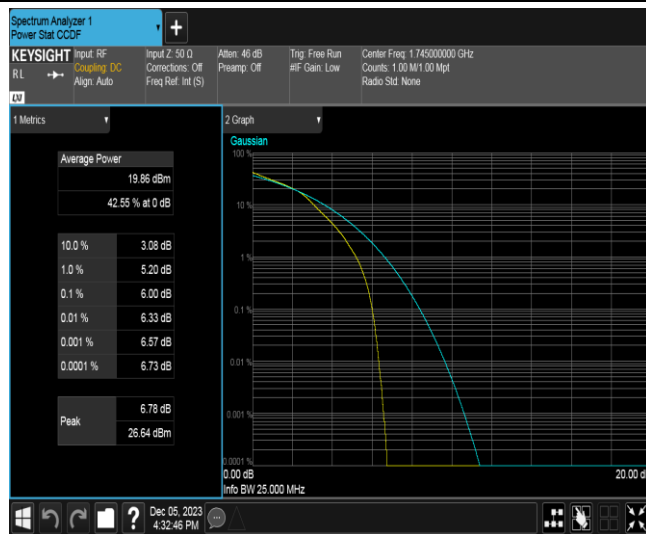 Spectrum Analyzer 1
Power Stat CCDF
KEYSIGHT
RL
Input: RF
Coupling: DC
Align: Auto
Input Z: 50 Ω
Corrections: Off
Freq Ref: Int (S)
Atten: 46 dB
Preamp: Off
Trig: Free Run
#IF Gain: Low
Center Freq: 1.745000000 GHz
Counts: 1.00 M/1.00 Mpt
Radio Std: None
1 Metrics
Average Power
19.86 dBm
42.55 % at 0 dB
10.0 % 3.08 dB
1.0 % 5.20 dB
0.1 % 6.00 dB
0.01 % 6.33 dB
0.001 % 6.57 dB
0.0001 % 6.73 dB
Peak
6.78 dB
26.64 dBm
2 Graph
Gaussian
100 %
10 %
1 %
0.1 %
0.01 %
0.001 %
0.0001 %
0.00 dB
20.00 d
Info BW 25.000 MHz
Dec 05, 2023
4:32:46 PM